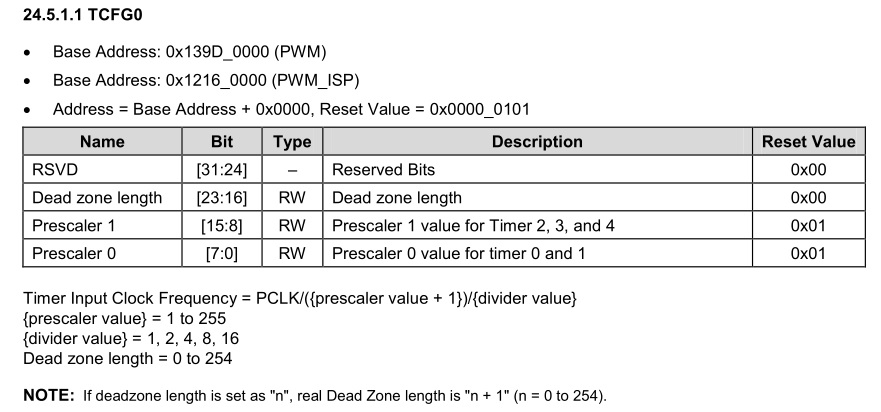 24.5.1.1 TCFG0
• Base Address: 0x139D_0000 (PWM)
• Base Address: 0x1216_0000 (PWM_ISP)
• Address = Base Address + 0x0000, Reset Value = 0x0000_0101
Name Bit Type Description Reset Value
RSVD [31:24] – Reserved Bits 0x00
Dead zone length [23:16] RW Dead zone length 0x00
Prescaler 1 [15:8] RW Prescaler 1 value for Timer 2, 3, and 4 0x01
Prescaler 0 [7:0] RW Prescaler 0 value for timer 0 and 1 0x01
Timer Input Clock Frequency = PCLK/({prescaler value + 1})/{divider value}
{prescaler value} = 1 to 255
{divider value} = 1, 2, 4, 8, 16
Dead zone length = 0 to 254
NOTE: If deadzone length is set as "n", real Dead Zone length is "n + 1" (n = 0 to 254).